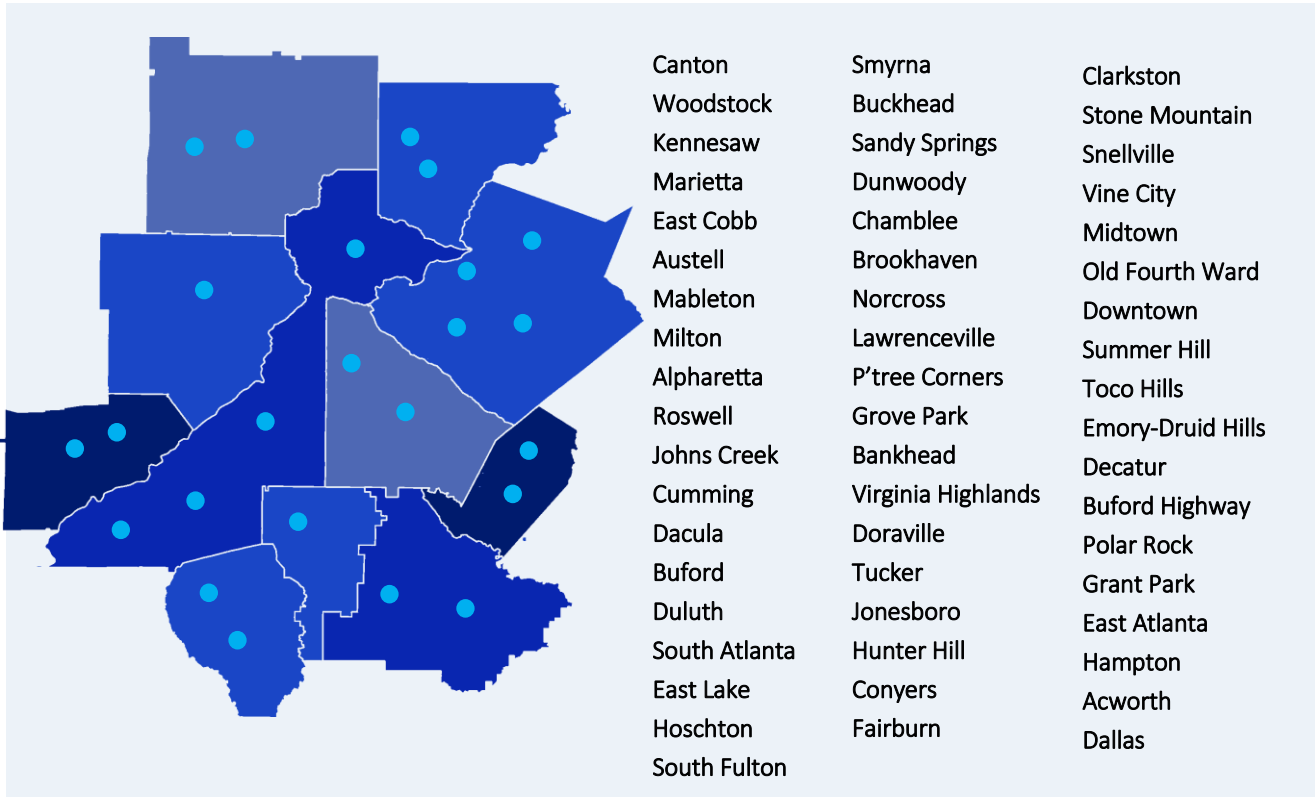 Canton
Woodstock
Kennesaw
Marietta
East Cobb
Austell
Mableton
Milton
Alpharetta
Roswell
Johns Creek
Cumming
Dacula
Buford
Duluth
South Atlanta
East Lake
Hoschton
South Fulton
Smyrna
Buckhead
Sandy Springs
Dunwoody
Chamblee
Brookhaven
Norcross
Lawrenceville
P’tree Corners
Grove Park
Bankhead
Virginia Highlands
Doraville
Tucker
Jonesboro
Hunter Hill
Conyers
Fairburn
Clarkston
Stone Mountain
Snellville
Vine City
Midtown
Old Fourth Ward
Downtown
Summer Hill
Toco Hills
Emory-Druid Hills
Decatur
Buford Highway
Polar Rock
Grant Park
East Atlanta
Hampton
Acworth
Dallas